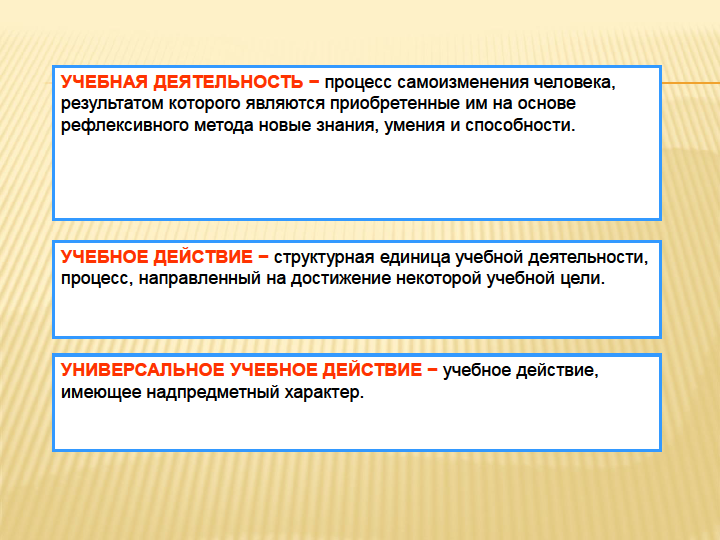 УЧЕБНАЯ ДЕЯТЕЛЬНОСТЬ – процесс самоизменения человека,
результатом которого являются приобретенные им на основе
рефлексивного метода новые знания, умения и способности.
УЧЕБНОЕ ДЕЙСТВИЕ – структурная единица учебной деятельности,
процесс, направленный на достижение некоторой учебной цели.
УНИВЕРСАЛЬНОЕ УЧЕБНОЕ ДЕЙСТВИЕ – учебное действие,
имеющее надпредметный характер.